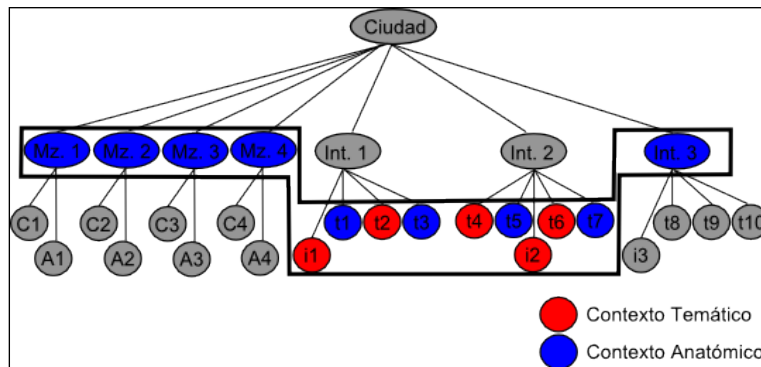 Ciudad
Mz. 1 Mz. 2 Mz. 3 Mz. 4 Int. 1 Int. 2 Int. 3
C1 C2 C3 C4 t1 t2 t3 t4 t5 t6 t7 t8 t9 t10
A1 A2 A3 A4 i1 i2 i3
Contexto Temático
Contexto Anatómico